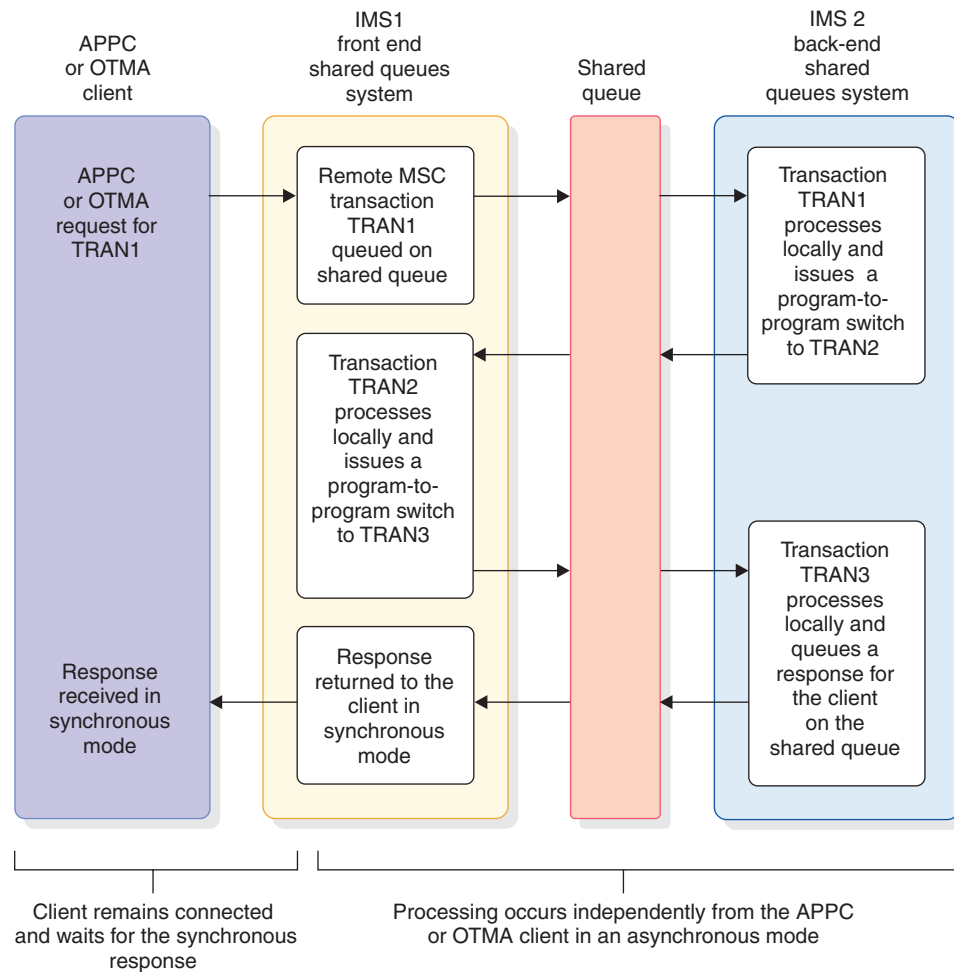 APPC
or OTMA
client
IMS1
front end
shared queues
system
Shared
queue
IMS 2
back-end
shared
queues system
APPC
or OTMA
request for
TRAN1
Remote MSC
transaction
TRAN1
queued on
shared queue
Transaction
TRAN1
processes
locally and
issues a
program-to-
program switch
to TRAN2
Transaction
TRAN2
processes
locally and
issues a
program-to-
program switch
to TRAN3
Transaction
TRAN3
processes
locally and
queues a
response for
the client
on the
shared queue
Response
returned to the
client in
synchronous
mode
Response
received in
synchronous
mode
Client remains connected
and waits for the synchronous
response
Processing occurs independently from the APPC
or OTMA client in an asynchronous mode